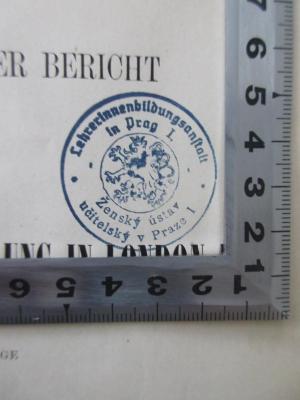 ER BERICHT
Lehrerinnenbildungsanstalt
in Prag I.
Ženský ústav
učitelský v Praze I
UNG IN LONDON
GE
7
6
5
4
3
2
1
1
2
3
4
5
6